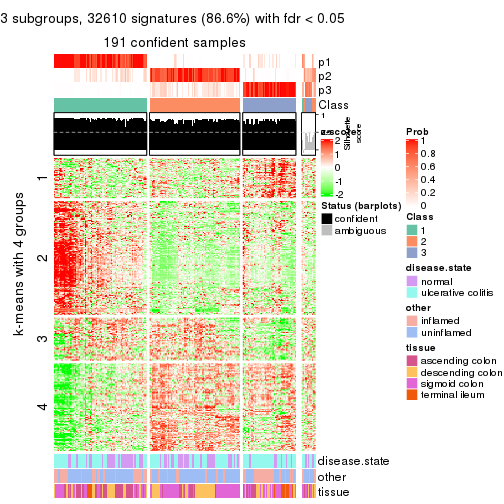 3 subgroups, 32610 signatures (86.6%) with fdr < 0.05
191 confident samples
p1
p2
p3
Class
1
Silhouette
score
z-score
2
1
0
-1
-2
Prob
1
0.8
0.6
0.4
0.2
0
Status (barplots)
confident
ambiguous
Class
1
2
3
disease.state
normal
ulcerative colitis
other
inflamed
uninflamed
tissue
ascending colon
descending colon
sigmoid colon
terminal ileum
k-means with 4 groups
1
2
3
4
disease.state
other
tissue